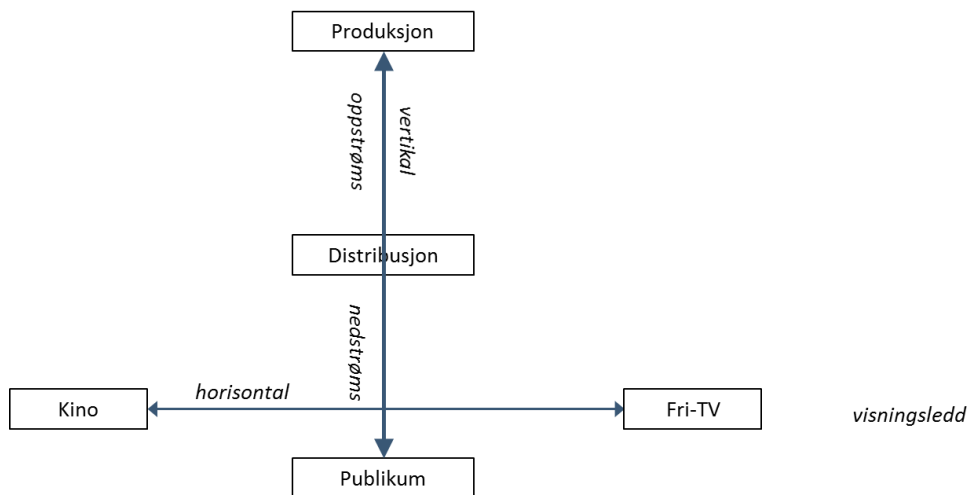 Produksjon
oppstrøms
vertikal
Distribusjon
nedstrøms
horisontal
Kino
Fri-TV
visningsledd
Publikum